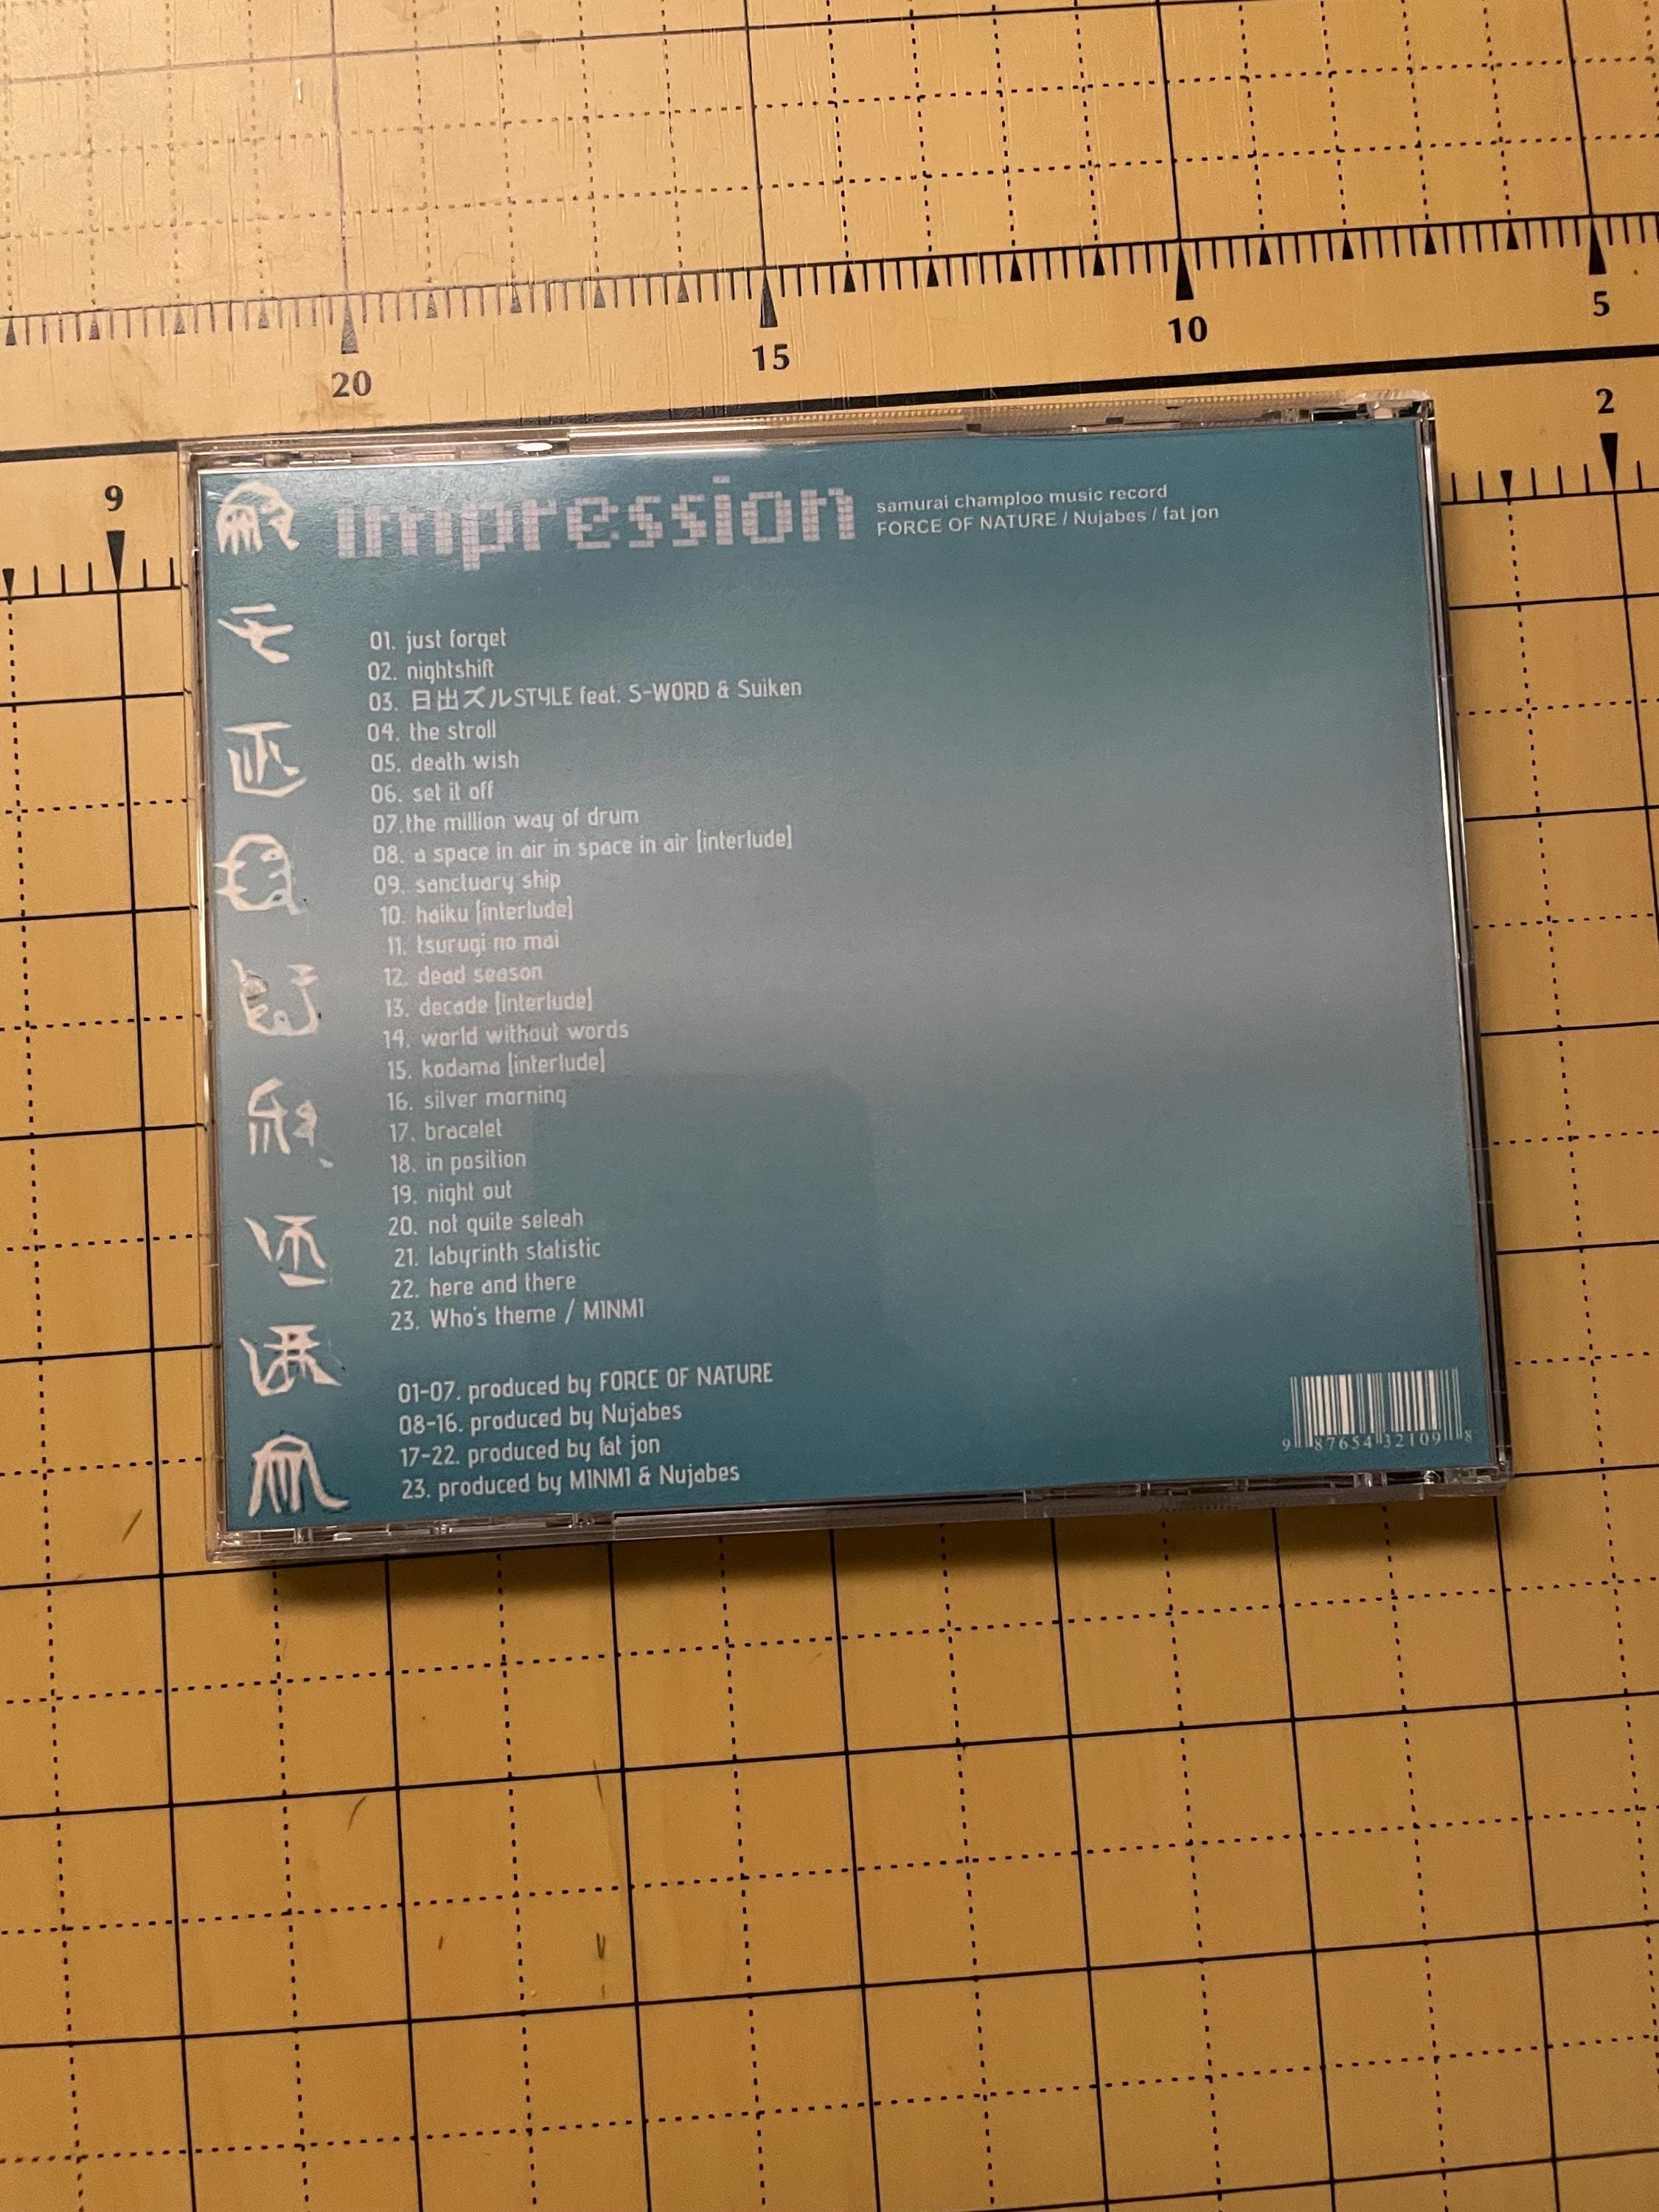 20
15
10
5
9
2
impression
samurai champloo music record
FORCE OF NATURE / Nujabes / fat jon
01. just forget
02. nightshift
03. 日出ズルSTYLE feat. S-WORD & Suiken
04. the stroll
05. death wish
06. set it off
07.the million way of drum
08. a space in air in space in air [interlude]
09. sanctuary ship
10. haiku [interlude]
11. tsurugi no mai
12. dead season
13. decade [interlude]
14. world without words
15. kodama [interlude]
16. silver morning
17. bracelet
18. in position
19. night out
20. not quite seleah
21. labyrinth statistic
22. here and there
23. Who's theme / MINMI
01-07. produced by FORCE OF NATURE
08-16. produced by Nujabes
17-22. produced by fat jon
23. produced by MINMI & Nujabes
9 87654 32109 8